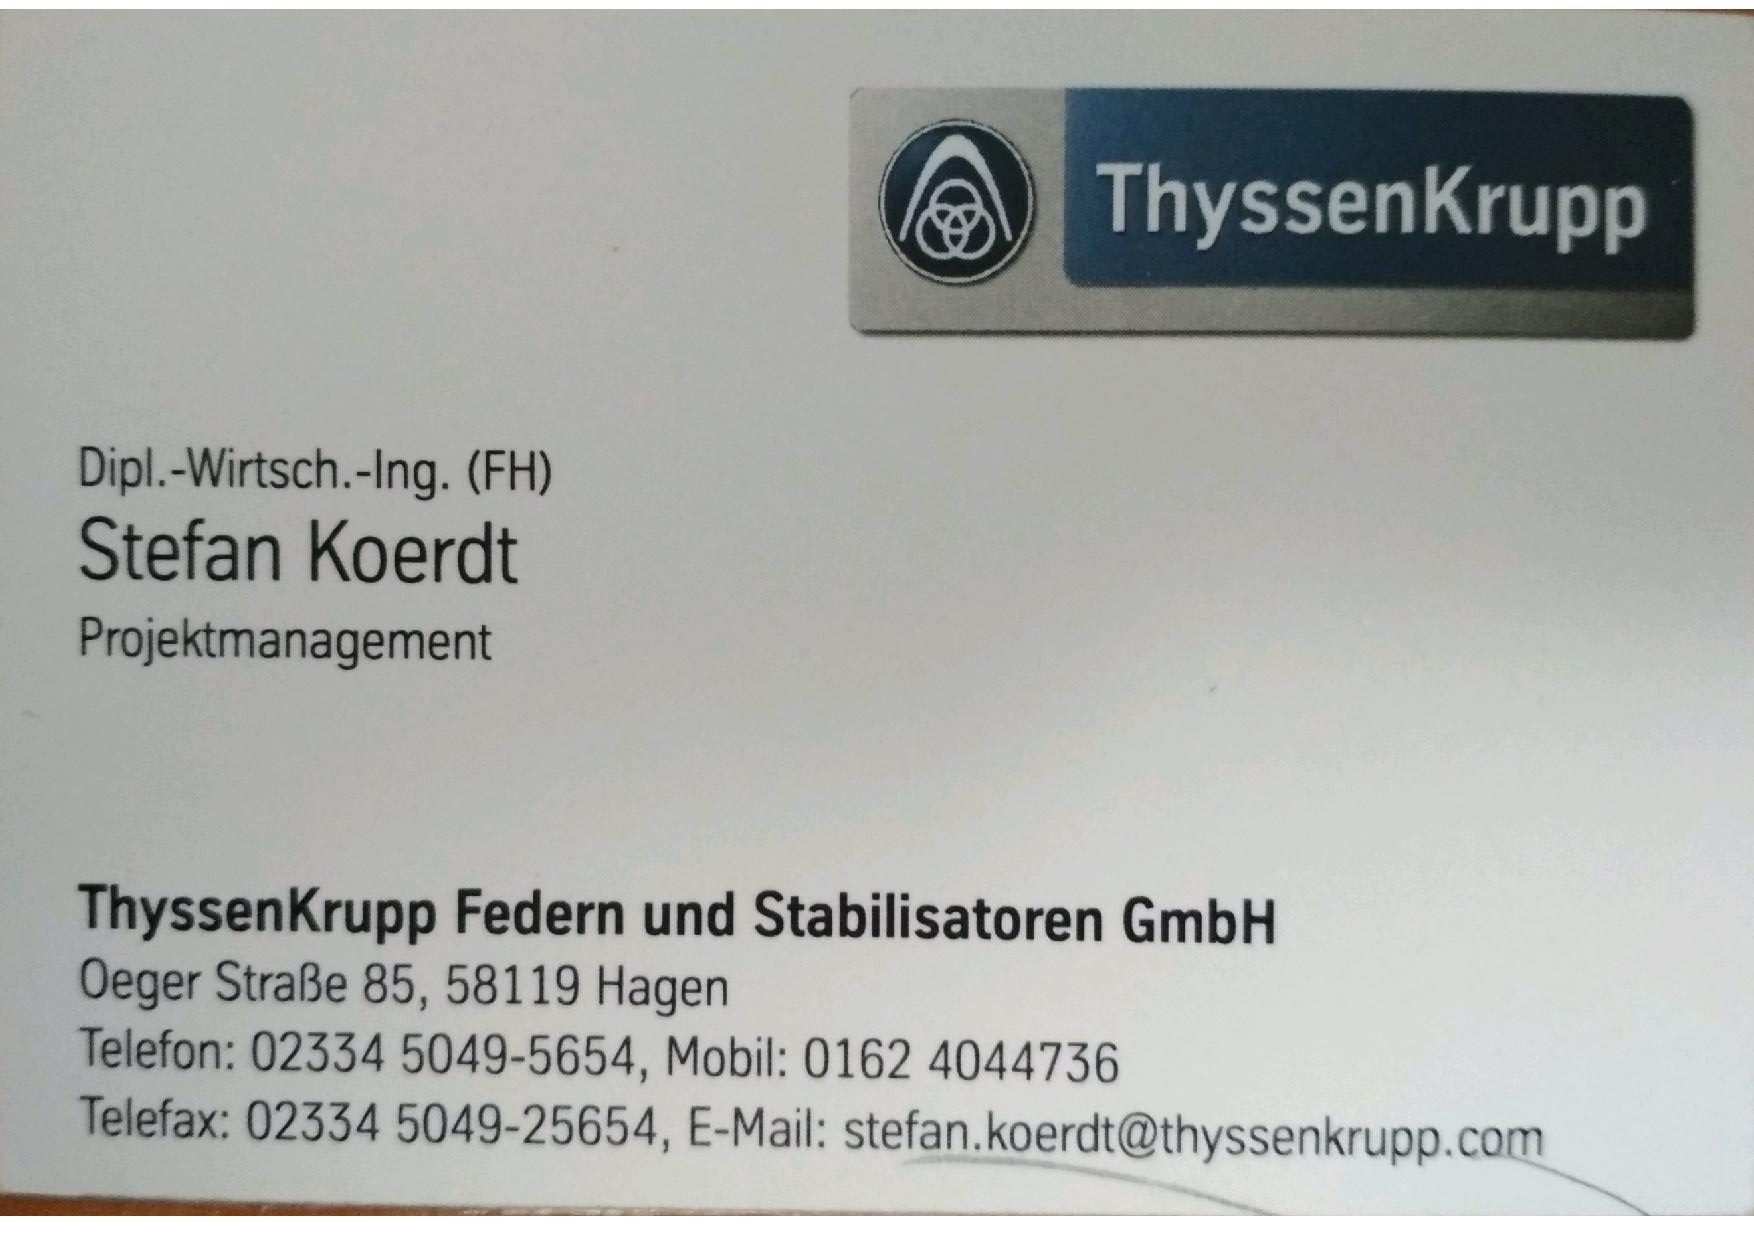 ThyssenKrupp
Dipl.-Wirtsch.-Ing. (FH)
Stefan Koerdt
Projektmanagement
ThyssenKrupp Federn und Stabilisatoren GmbH
Oeger Straße 85, 58119 Hagen
Telefon: 02334 5049-5654, Mobil: 0162 4044736
Telefax: 02334 5049-25654, E-Mail: stefan.koerdt@thyssenkrupp.com